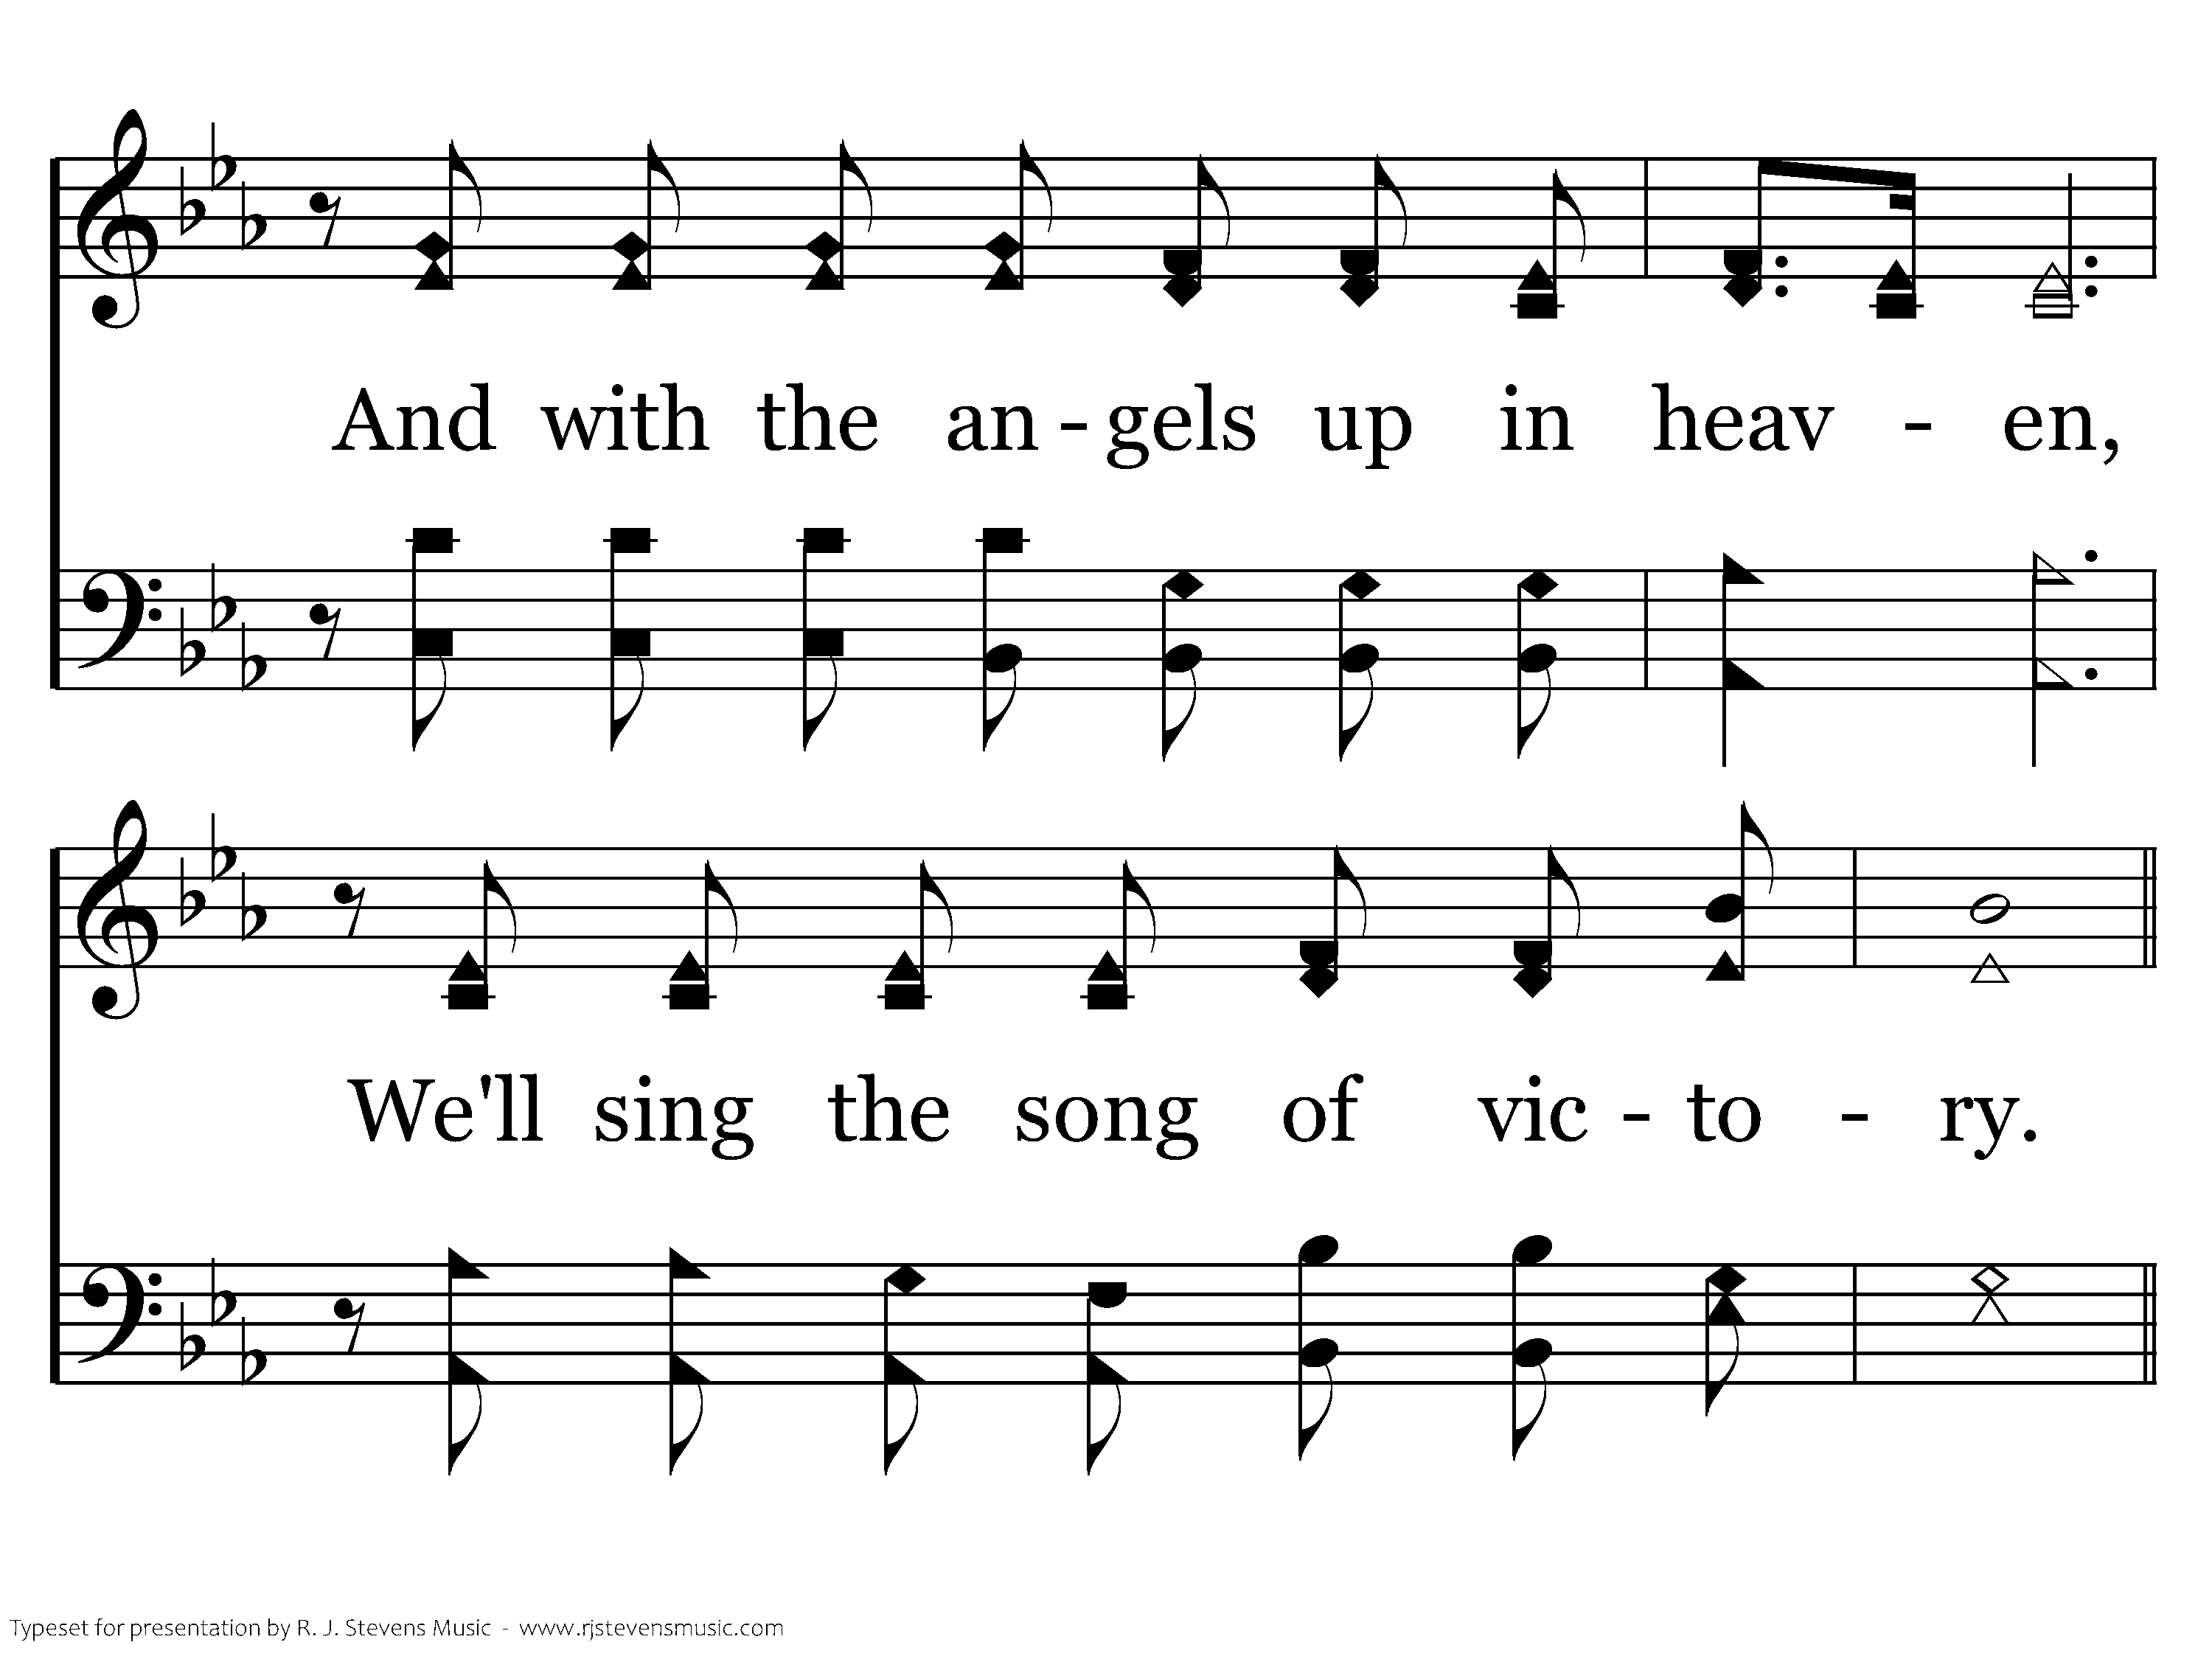 And with the an - gels up in heav - en,
We'll sing the song of vic - to - ry.
Typeset for presentation by R. J. Stevens Music - www.rjstevensmusic.com